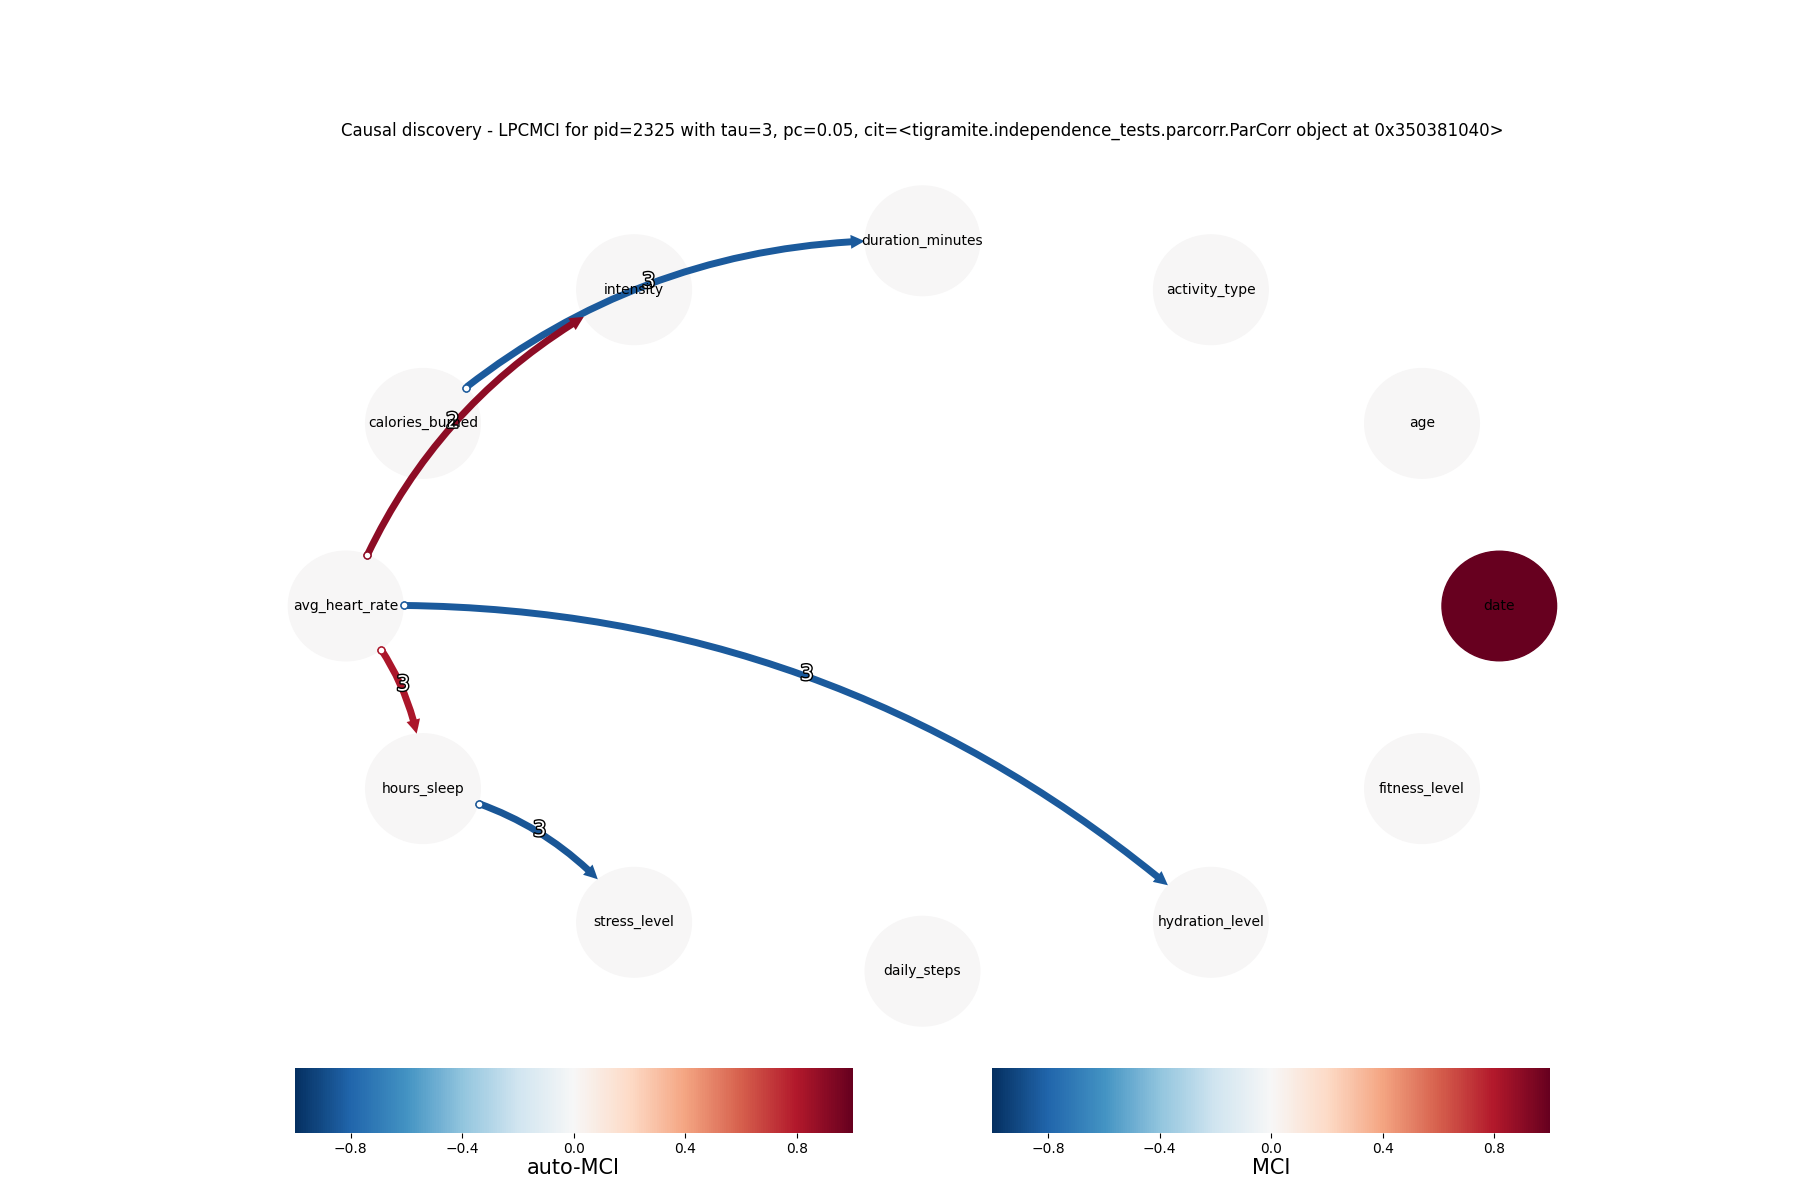 Causal discovery - LPCMCI for pid=2325 with tau=3, pc=0.05, cit=<tigramite.independence_tests.parcorr.ParCorr object at 0x350381040>
duration_minutes
intensity
3
activity_type
calories_burned
2
age
avg_heart_rate
date
3
3
hours_sleep
3
fitness_level
stress_level
hydration_level
daily_steps
−0.8 −0.4 0.0 0.4 0.8
auto-MCI
−0.8 −0.4 0.0 0.4 0.8
MCI